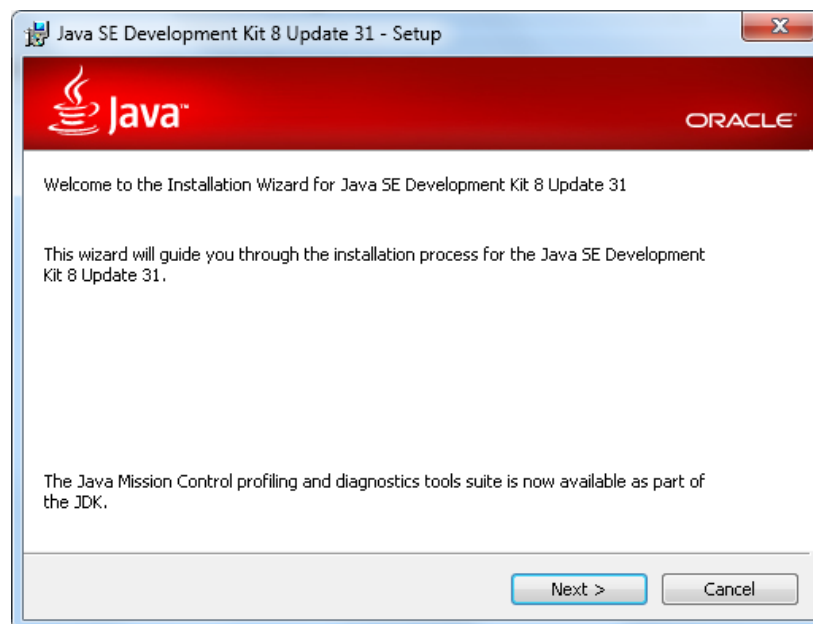 Java SE Development Kit 8 Update 31 - Setup
Java™
ORACLE
Welcome to the Installation Wizard for Java SE Development Kit 8 Update 31
This wizard will guide you through the installation process for the Java SE Development
Kit 8 Update 31.
The Java Mission Control profiling and diagnostics tools suite is now available as part of
the JDK.
Next >
Cancel